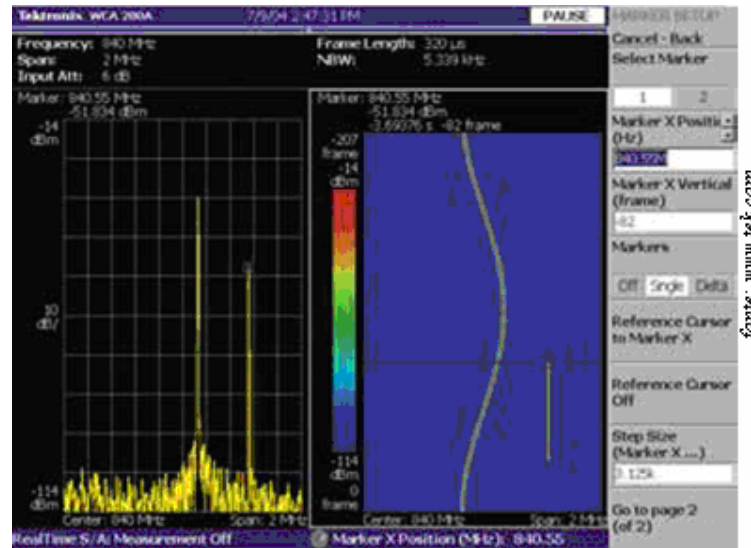 Tektronix WCA 200A 7/9/04 2:47:31 PM PAUSE
MARKER SETUP
Frequency: 840 MHz
Span: 2 MHz
Input Att: 6 dB
Frame Length: 320 µs
NBW: 5.339 kHz
Cancel - Back
Select Marker
1 2
Marker X Positio
(Hz)
840.55M
Marker X Vertical
(frame)
-82
Markers
Off Single Delta
Reference Cursor
to Marker X
Reference Cursor
Off
Step Size
(Marker X ...)
3.125k
Go to page 2
(of 2)
Marker: 840.55 MHz
-51.834 dBm
-14
dBm
10
dB/
-114
dBm
Center: 840 MHz Span: 2 MHz
Marker: 840.55 MHz
-51.834 dBm
-3.69376 s -82 frame
-207
frame
-14
dBm
-114
dBm
0
frame
Center: 840 MHz Span: 2 MHz
RealTime S/A: Measurement Off
Marker X Position (MHz): 840.55
fonte: www.tek.com